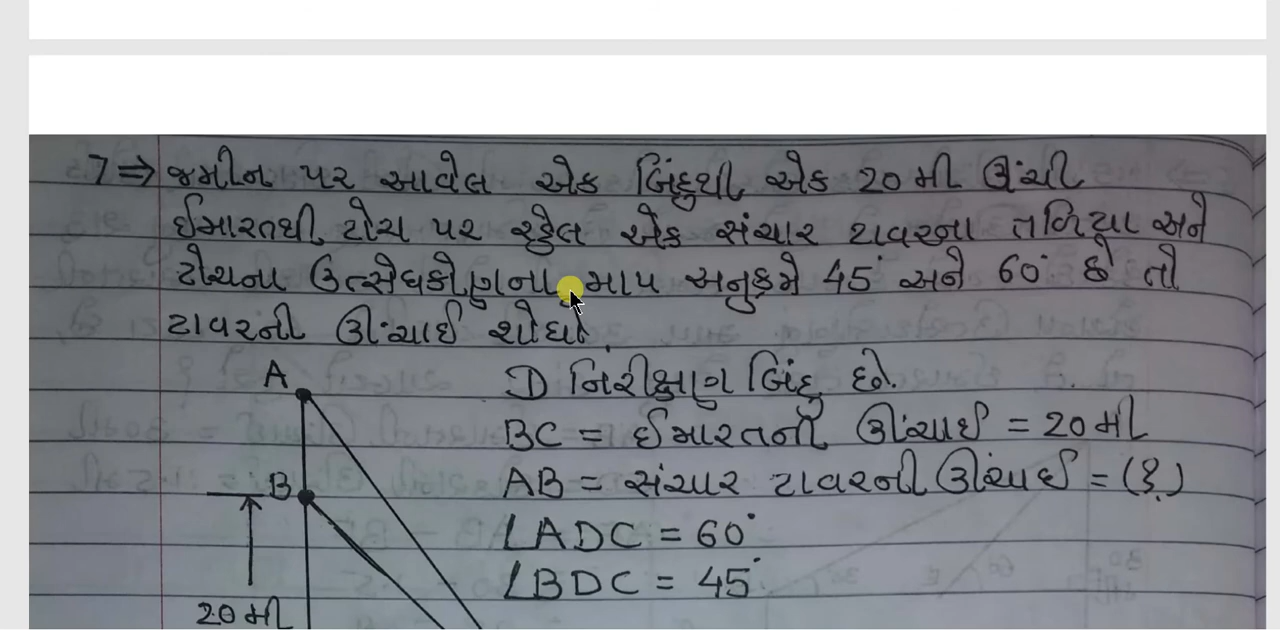 7 ⇒ જમીન પર આવેલ એક બિંદુથી એક 20 મી ઊંચી
ઈમારતથી ટોચ પર રહેલ એક સંચાર ટાવરના તળિયા અને
ટોચના ઉત્સેધકોણના માપ અનુક્રમે 45° અને 60° છે તો
ટાવરની ઊંચાઈ શોધો.
A
D નિરીક્ષણ બિંદુ છે.
BC = ઈમારતની ઊંચાઈ = 20 મી
B
AB = સંચાર ટાવરની ઊંચાઈ = (?)
∠ADC = 60°
∠BDC = 45°
20 મી